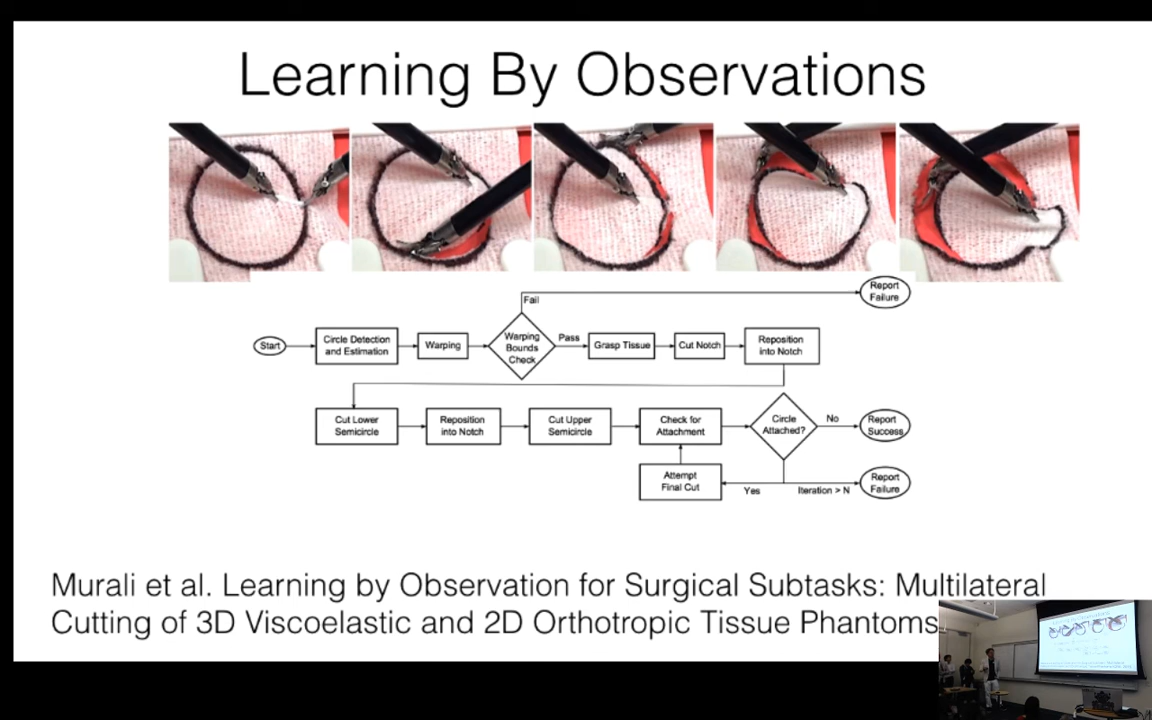 Learning By Observations
Fail
Report
Failure
Start
Circle Detection
and Estimation
Warping
Warping
Bounds
Check
Pass
Grasp Tissue
Cut Notch
Reposition
into Notch
Cut Lower
Semicircle
Reposition
into Notch
Cut Upper
Semicircle
Check for
Attachment
Circle
Attached?
No
Report
Success
Attempt
Final Cut
Yes
Iteration > N
Report
Failure
Murali et al. Learning by Observation for Surgical Subtasks: Multilateral
Cutting of 3D Viscoelastic and 2D Orthotropic Tissue Phantoms